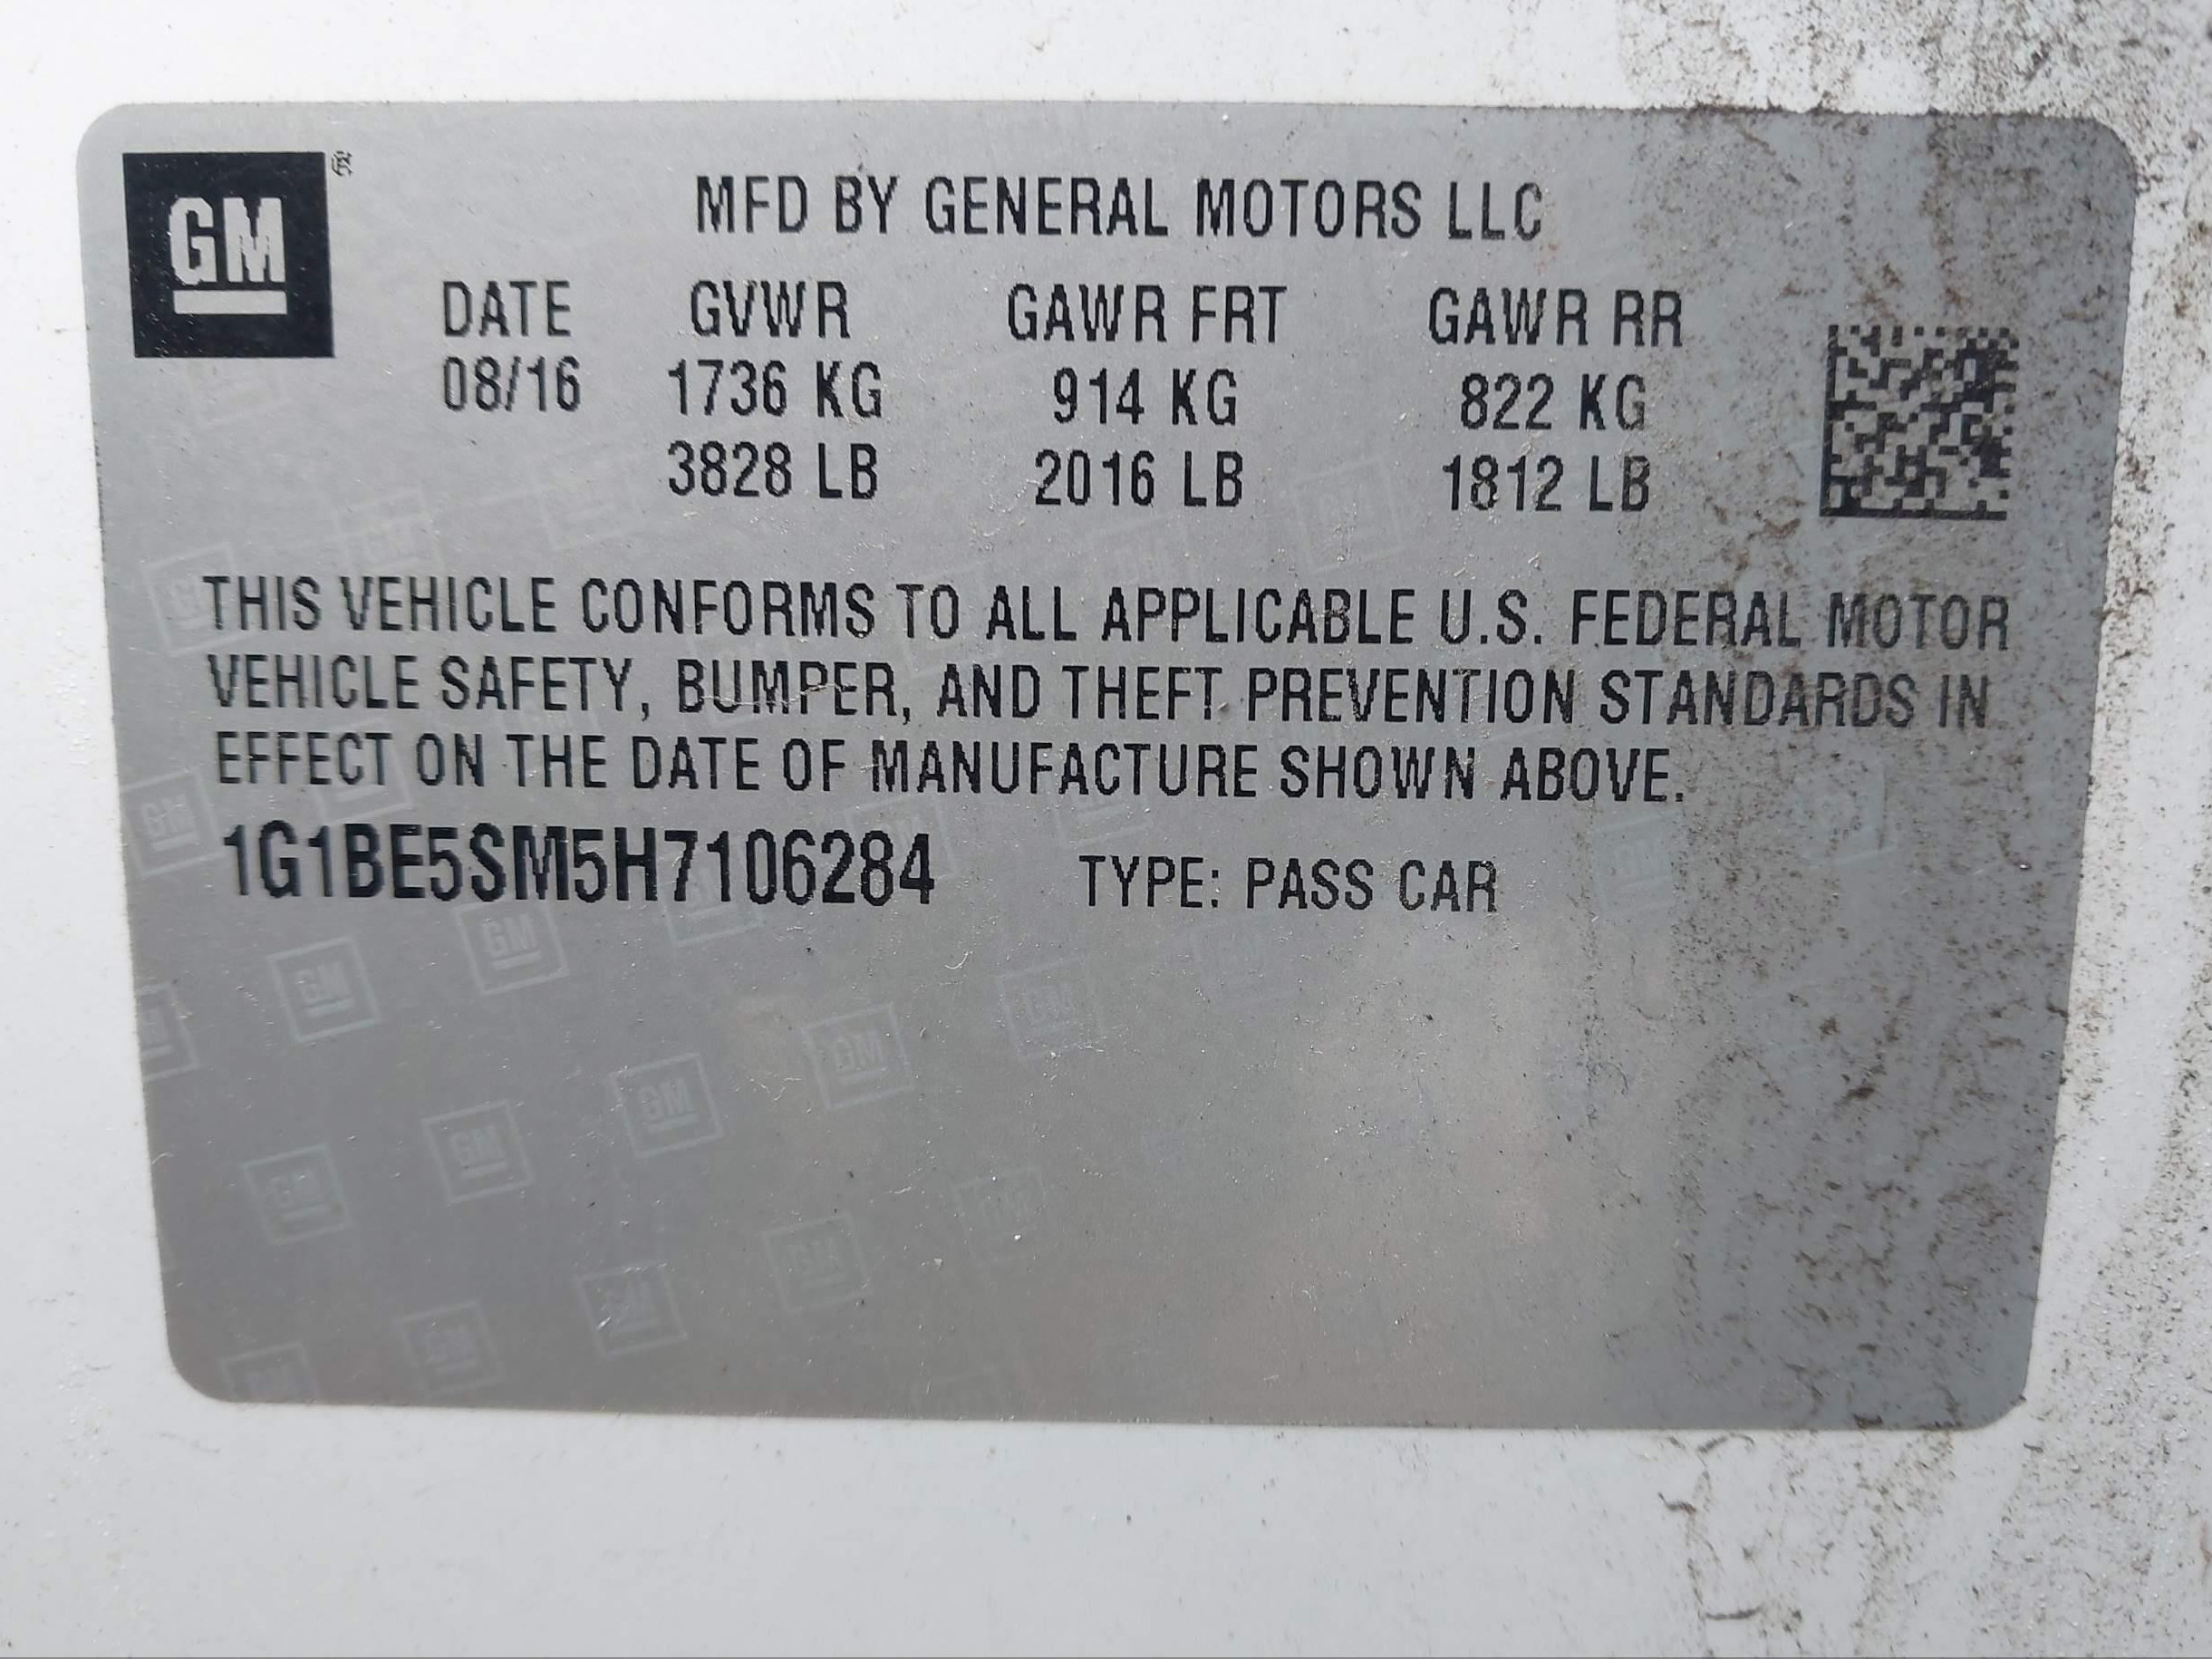 GM ®
MFD BY GENERAL MOTORS LLC
DATE GVWR GAWR FRT GAWR RR
08/16 1736 KG 914 KG 822 KG
3828 LB 2016 LB 1812 LB
THIS VEHICLE CONFORMS TO ALL APPLICABLE U.S. FEDERAL MOTOR
VEHICLE SAFETY, BUMPER, AND THEFT PREVENTION STANDARDS IN
EFFECT ON THE DATE OF MANUFACTURE SHOWN ABOVE.
1G1BE5SM5H7106284 TYPE: PASS CAR